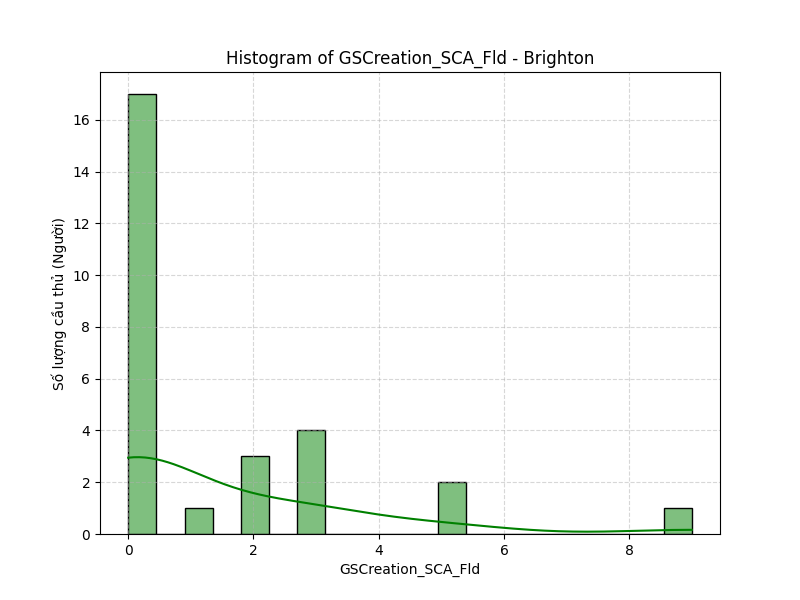 Histogram of GSCreation_SCA_Fld - Brighton
Số lượng cầu thủ (Người)
16
14
12
10
8
6
4
2
0
0 2 4 6 8
GSCreation_SCA_Fld